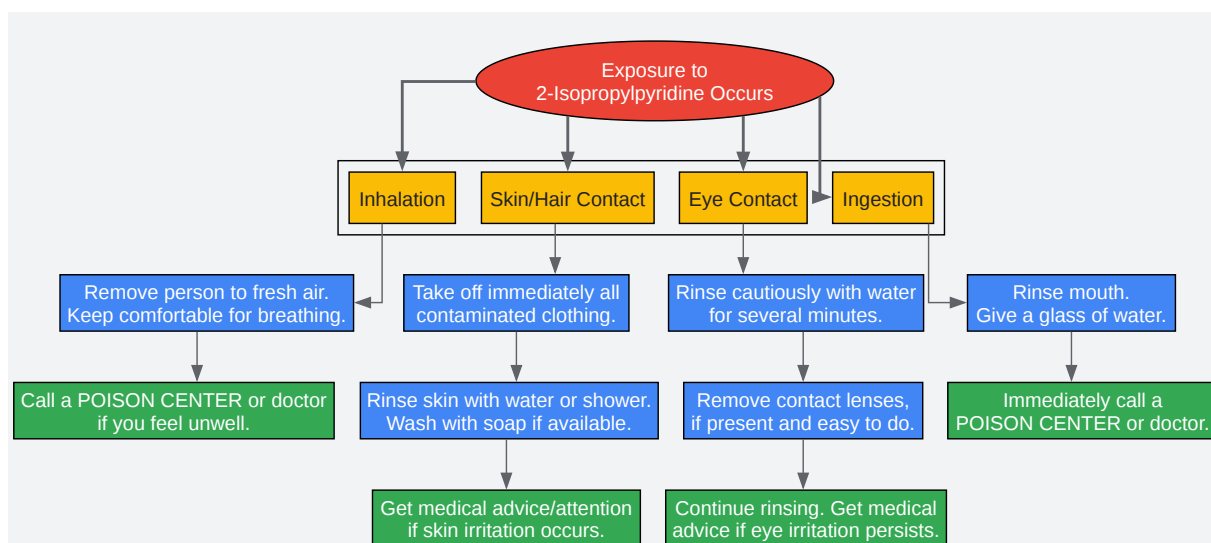 Exposure to
2-Isopropylpyridine Occurs
Inhalation
Skin/Hair Contact
Eye Contact
Ingestion
Remove person to fresh air.
Keep comfortable for breathing.
Take off immediately all
contaminated clothing.
Rinse cautiously with water
for several minutes.
Rinse mouth.
Give a glass of water.
Call a POISON CENTER or doctor
if you feel unwell.
Rinse skin with water or shower.
Wash with soap if available.
Remove contact lenses,
if present and easy to do.
Immediately call a
POISON CENTER or doctor.
Get medical advice/attention
if skin irritation occurs.
Continue rinsing. Get medical
advice if eye irritation persists.